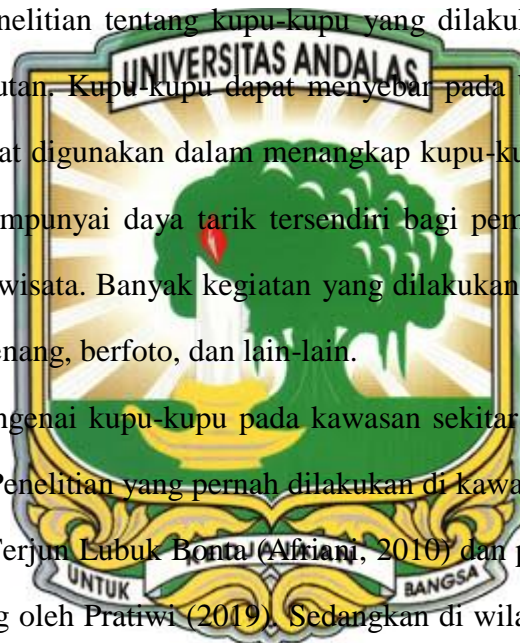 nelitian tentang kupu-kupu yang dilaku
UNIVERSITAS ANDALAS
utan. Kupu-kupu dapat menyebar pada
at digunakan dalam menangkap kupu-ku
mpunyai daya tarik tersendiri bagi pem
wisata. Banyak kegiatan yang dilakukan
enang, berfoto, dan lain-lain.
ngenai kupu-kupu pada kawasan sekitar
Penelitian yang pernah dilakukan di kawa
Terjun Lubuk Bonta (Afriani, 2010) dan p
UNTUK BANGSA
g oleh Pratiwi (2019). Sedangkan di wila